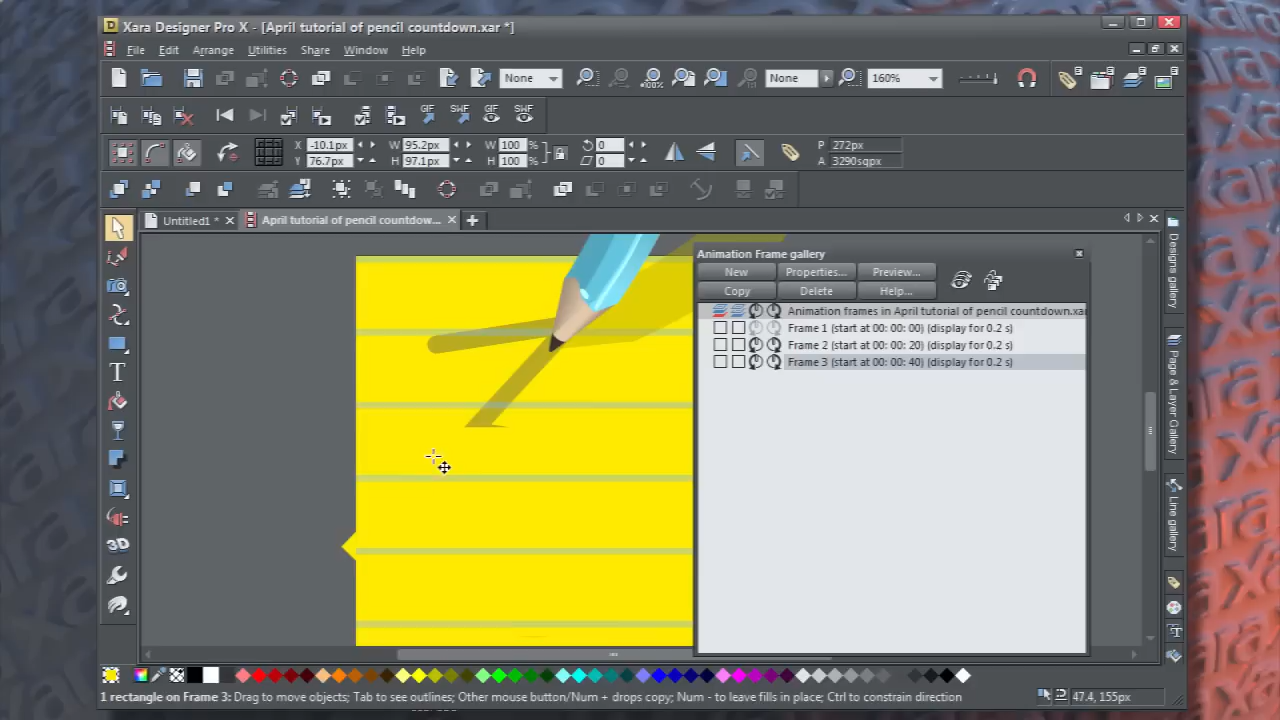 Xara Designer Pro X - [April tutorial of pencil countdown.xar *]
File Edit Arrange Utilities Share Window Help
None None 160%
GIF SWF GIF SWF
X -10.1px W 95.2px W 100 % 0 P 272px
Y 76.7px H 97.1px H 100 % 0 A 3290sqpx
Untitled1 * April tutorial of pencil countdow...
Animation Frame gallery
New Properties... Preview...
Copy Delete Help...
Animation frames in April tutorial of pencil countdown.xar
Frame 1 (start at 00: 00: 00) (display for 0.2 s)
Frame 2 (start at 00: 00: 20) (display for 0.2 s)
Frame 3 (start at 00: 00: 40) (display for 0.2 s)
Designs gallery
Page & Layer Gallery
Line gallery
T
3D
1 rectangle on Frame 3: Drag to move objects; Tab to see outlines; Other mouse button/Num + drops copy; Num - to leave fills in place; Ctrl to constrain direction
47.4, 155px